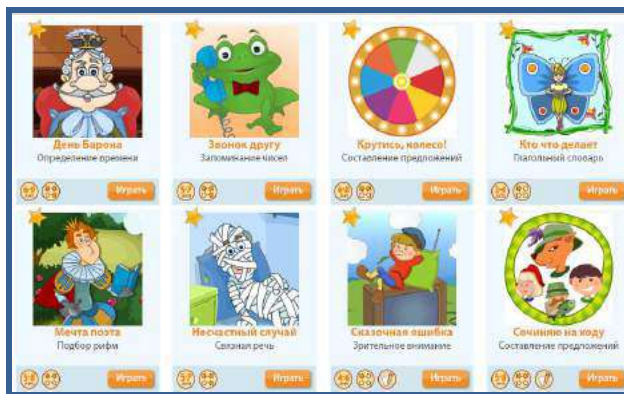 День Барона
Определение времени
Играть
Звонок другу
Запоминание чисел
Играть
Крутись, колесо!
Составление предложений
Играть
Кто что делает
Глагольный словарь
Играть
Мечта поэта
Подбор рифм
Играть
Несчастный случай
Связная речь
Играть
Сказочная ошибка
Зрительное внимание
Играть
Сочиняю на ходу
Составление предложений
Играть